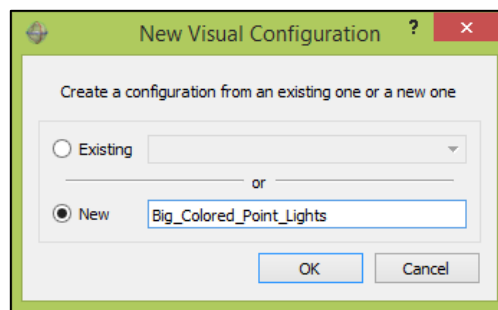 New Visual Configuration ? ×
Create a configuration from an existing one or a new one
Existing
or
New Big_Colored_Point_Lights
OK Cancel